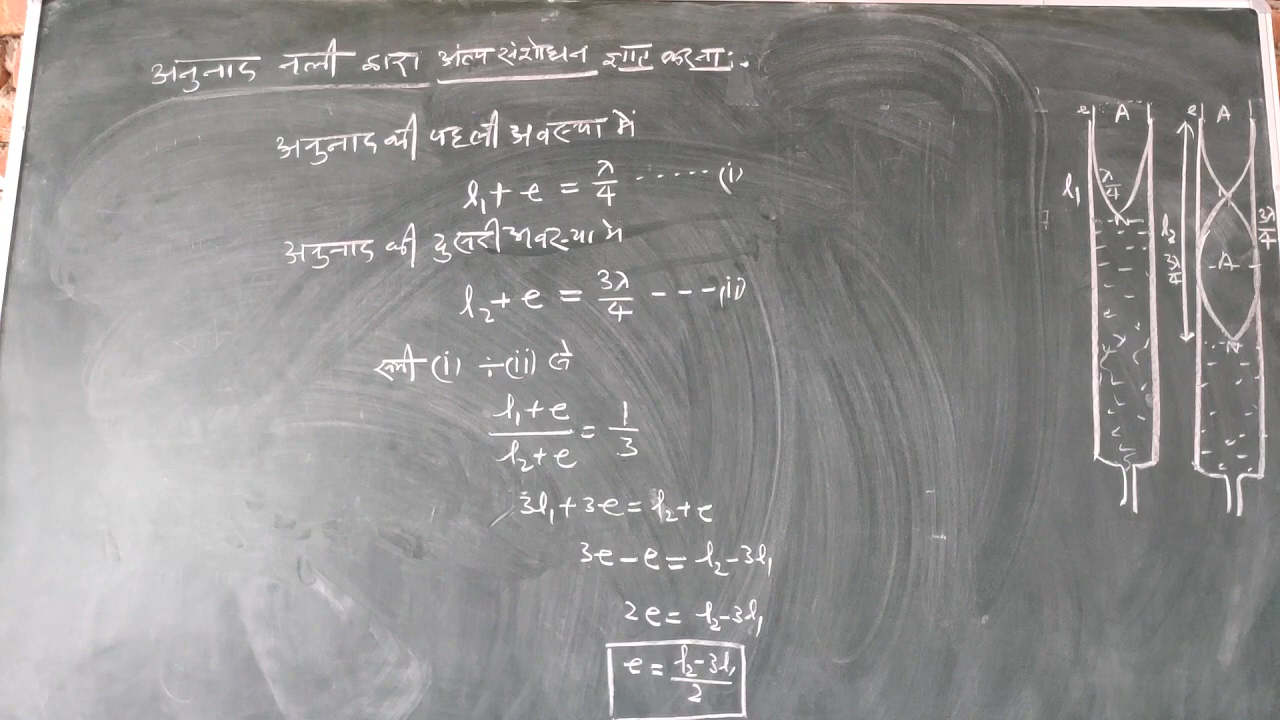 अनुनाद नली द्वारा अंत्य संशोधन ज्ञात करना:-
अनुनाद की पहली अवस्था में
l₁ + e = λ/4 ...... (i)
अनुनाद की दुसरी अवस्था में
l₂ + e = 3λ/4 --- (ii)
समी (i) ÷ (ii) से
(l₁ + e)/(l₂ + e) = 1/3
3l₁ + 3e = l₂ + e
3e - e = l₂ - 3l₁
2e = l₂ - 3l₁
e = (l₂ - 3l₁)/2
e A
l₁ λ/4
N
e A
l₂ 3λ/4
3λ/4
A
N